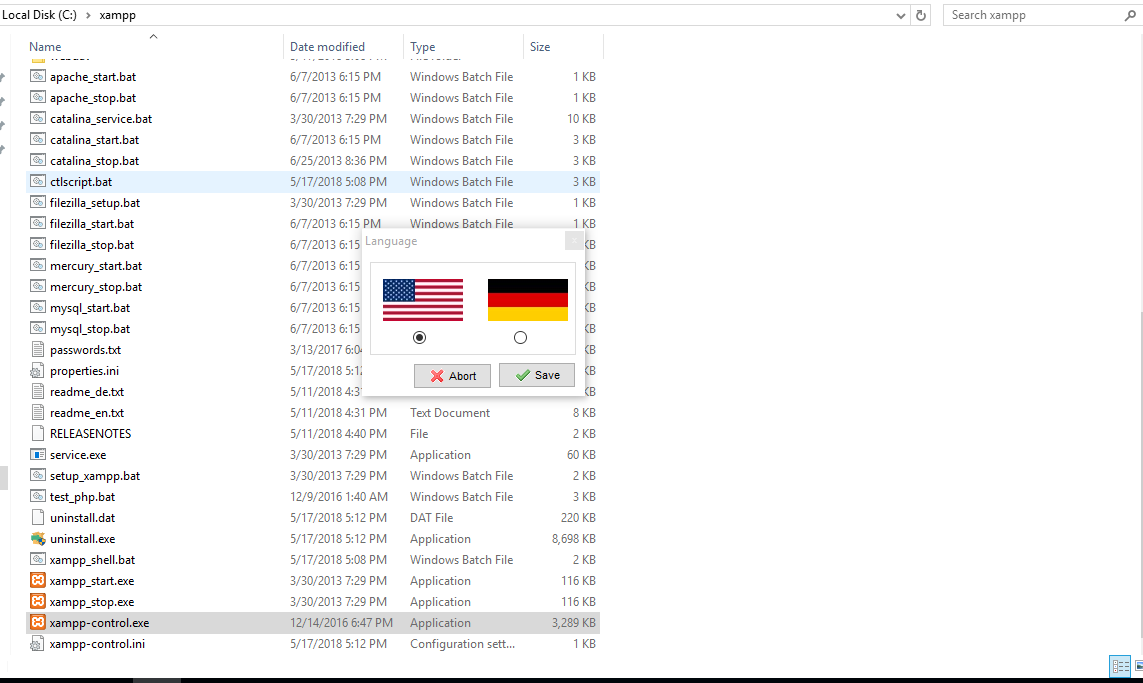 Local Disk (C:) > xampp
Search xampp
Name Date modified Type Size
apache_start.bat 6/7/2013 6:15 PM Windows Batch File 1 KB
apache_stop.bat 6/7/2013 6:15 PM Windows Batch File 1 KB
catalina_service.bat 3/30/2013 7:29 PM Windows Batch File 10 KB
catalina_start.bat 6/7/2013 6:15 PM Windows Batch File 3 KB
catalina_stop.bat 6/25/2013 8:36 PM Windows Batch File 3 KB
ctlscript.bat 5/17/2018 5:08 PM Windows Batch File 3 KB
filezilla_setup.bat 3/30/2013 7:29 PM Windows Batch File 1 KB
filezilla_start.bat 6/7/2013 6:15 PM Windows Batch File 1 KB
filezilla_stop.bat 6/7/2013 6:15 KB
Language
mercury_start.bat 6/7/2013 6:15 KB
mercury_stop.bat 6/7/2013 6:15 KB
mysql_start.bat 6/7/2013 6:15 KB
mysql_stop.bat 6/7/2013 6:15 KB
passwords.txt 3/13/2017 6:04 KB
properties.ini 5/17/2018 5:12 KB
Abort Save
readme_de.txt 5/11/2018 4:31 KB
readme_en.txt 5/11/2018 4:31 PM Text Document 8 KB
RELEASENOTES 5/11/2018 4:40 PM File 2 KB
service.exe 3/30/2013 7:29 PM Application 60 KB
setup_xampp.bat 3/30/2013 7:29 PM Windows Batch File 2 KB
test_php.bat 12/9/2016 1:40 AM Windows Batch File 3 KB
uninstall.dat 5/17/2018 5:12 PM DAT File 220 KB
uninstall.exe 5/17/2018 5:12 PM Application 8,698 KB
xampp_shell.bat 5/17/2018 5:08 PM Windows Batch File 2 KB
xampp_start.exe 3/30/2013 7:29 PM Application 116 KB
xampp_stop.exe 3/30/2013 7:29 PM Application 116 KB
xampp-control.exe 12/14/2016 6:47 PM Application 3,289 KB
xampp-control.ini 5/17/2018 5:12 PM Configuration sett... 1 KB